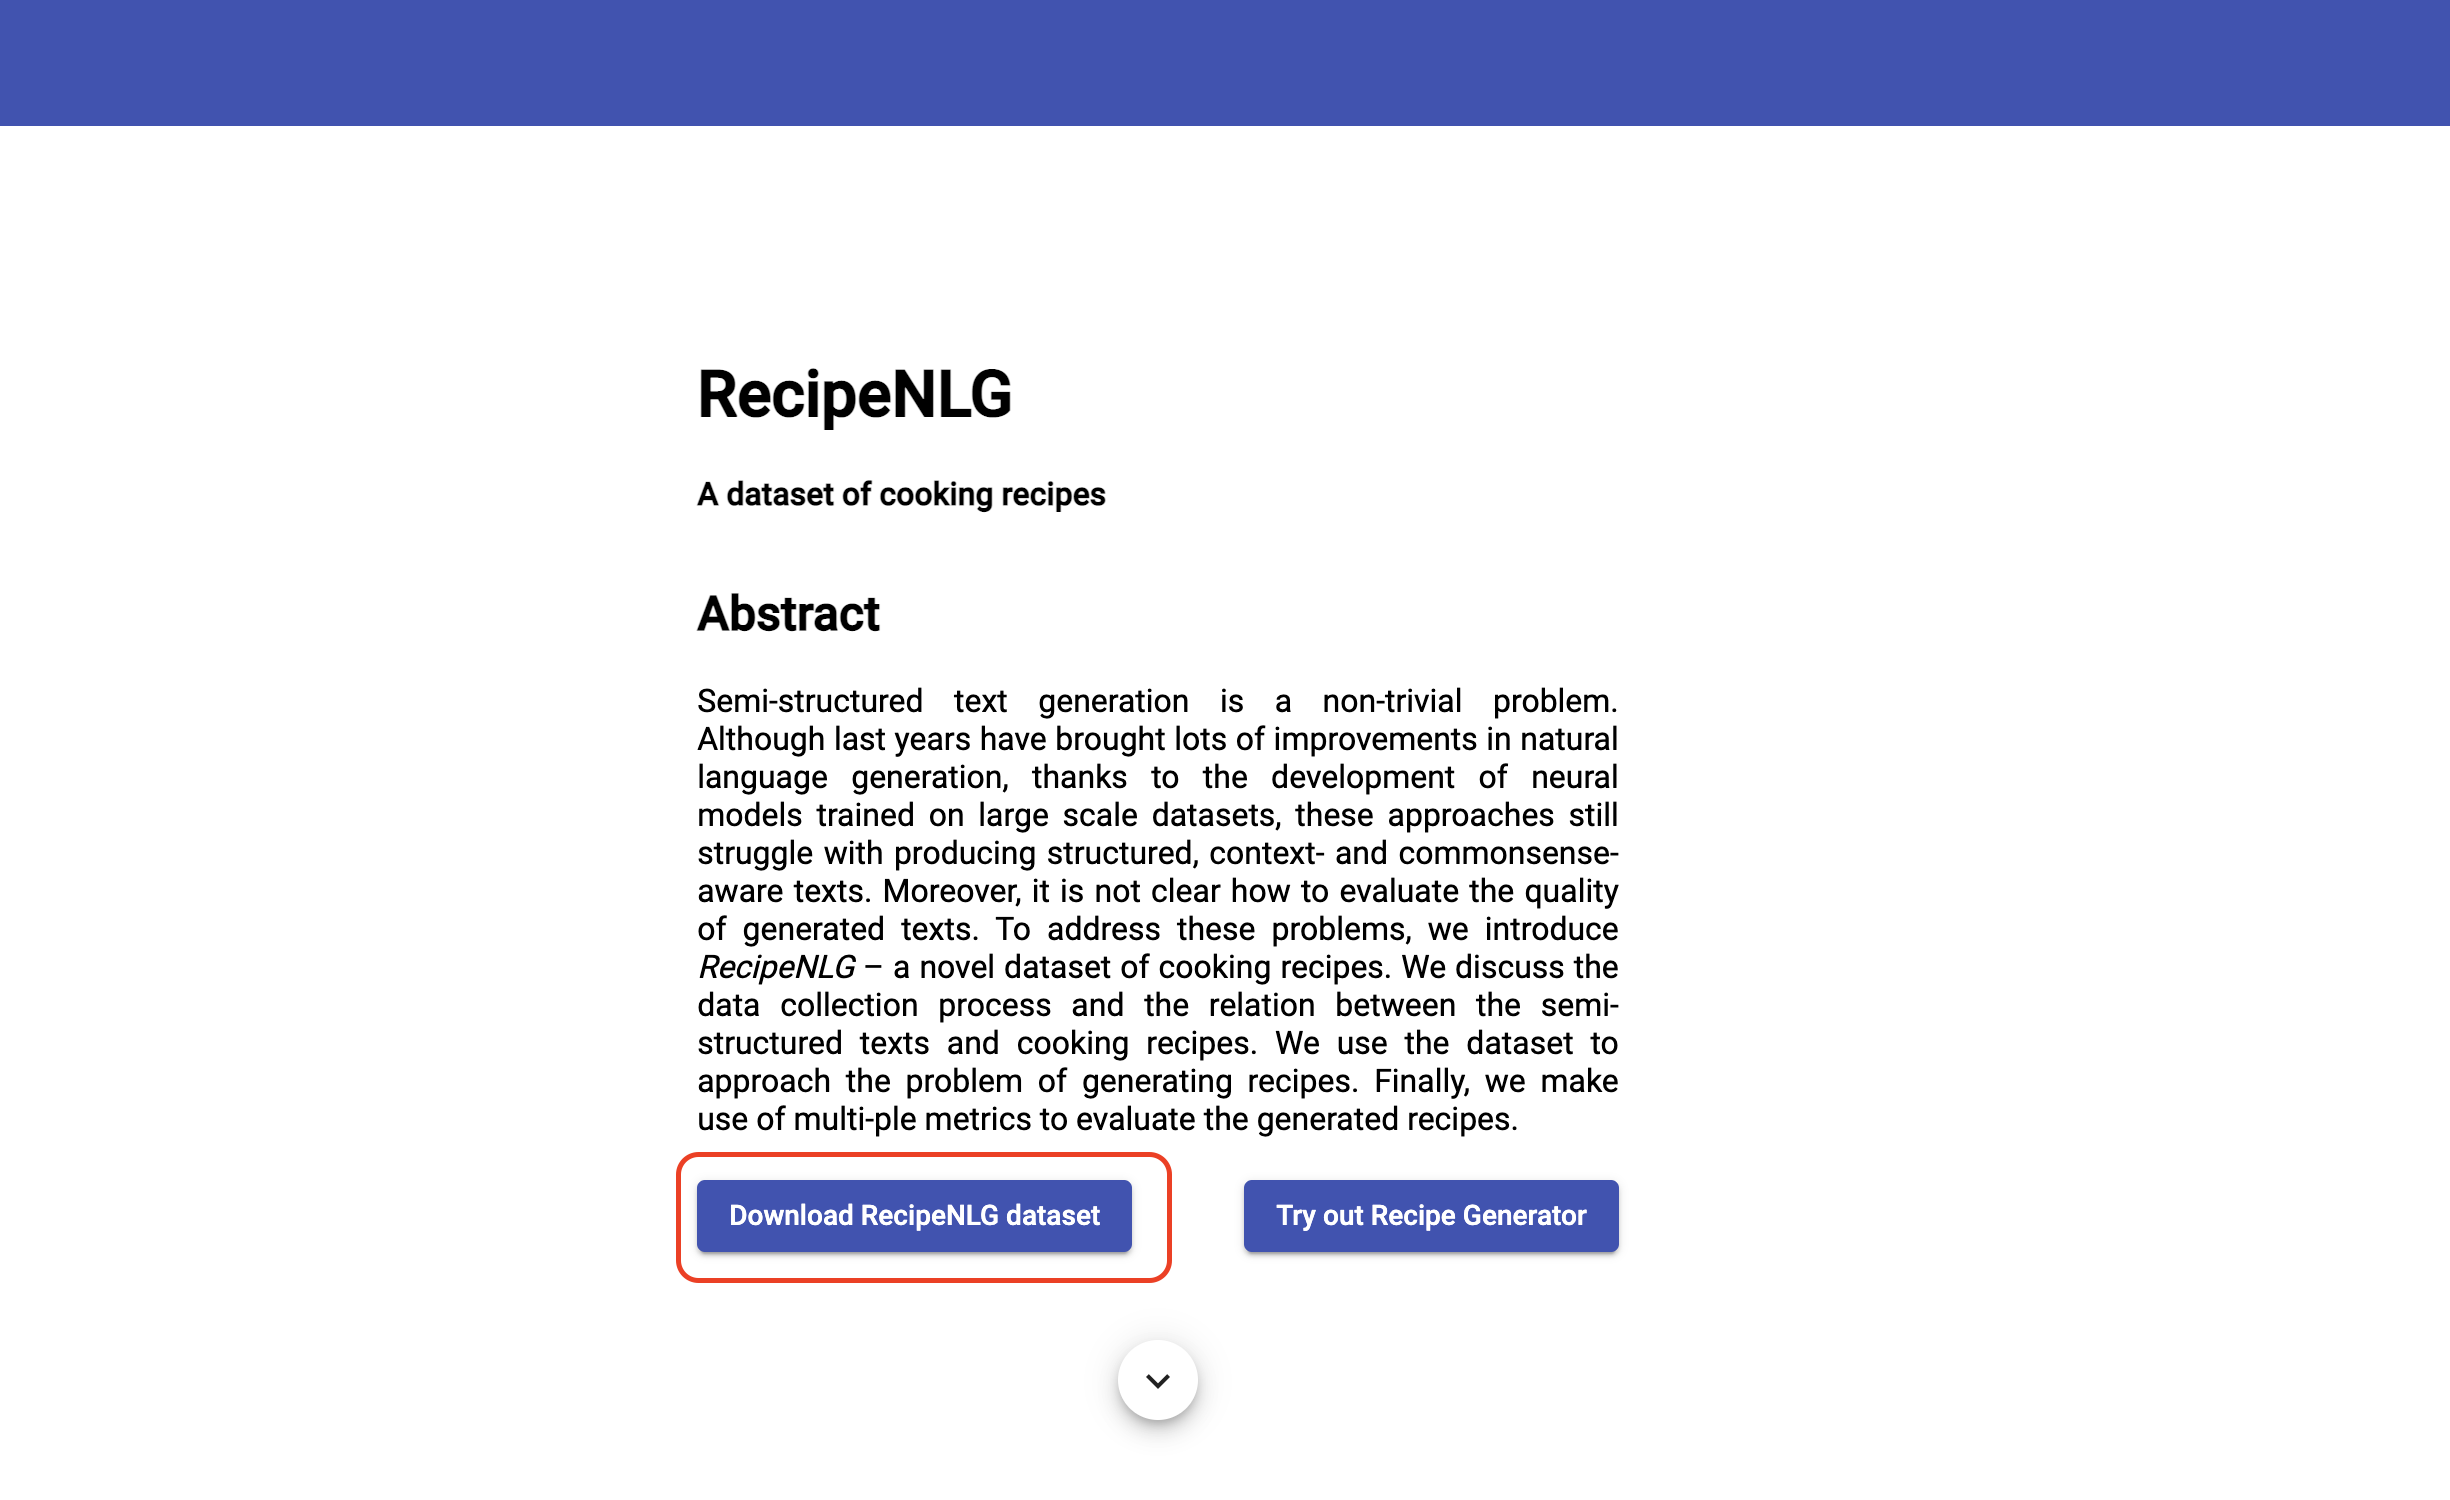 RecipeNLG
A dataset of cooking recipes
Abstract
Semi-structured text generation is a non-trivial problem.
Although last years have brought lots of improvements in natural
language generation, thanks to the development of neural
models trained on large scale datasets, these approaches still
struggle with producing structured, context- and commonsense-
aware texts. Moreover, it is not clear how to evaluate the quality
of generated texts. To address these problems, we introduce
RecipeNLG – a novel dataset of cooking recipes. We discuss the
data collection process and the relation between the semi-
structured texts and cooking recipes. We use the dataset to
approach the problem of generating recipes. Finally, we make
use of multi-ple metrics to evaluate the generated recipes.
Download RecipeNLG dataset
Try out Recipe Generator